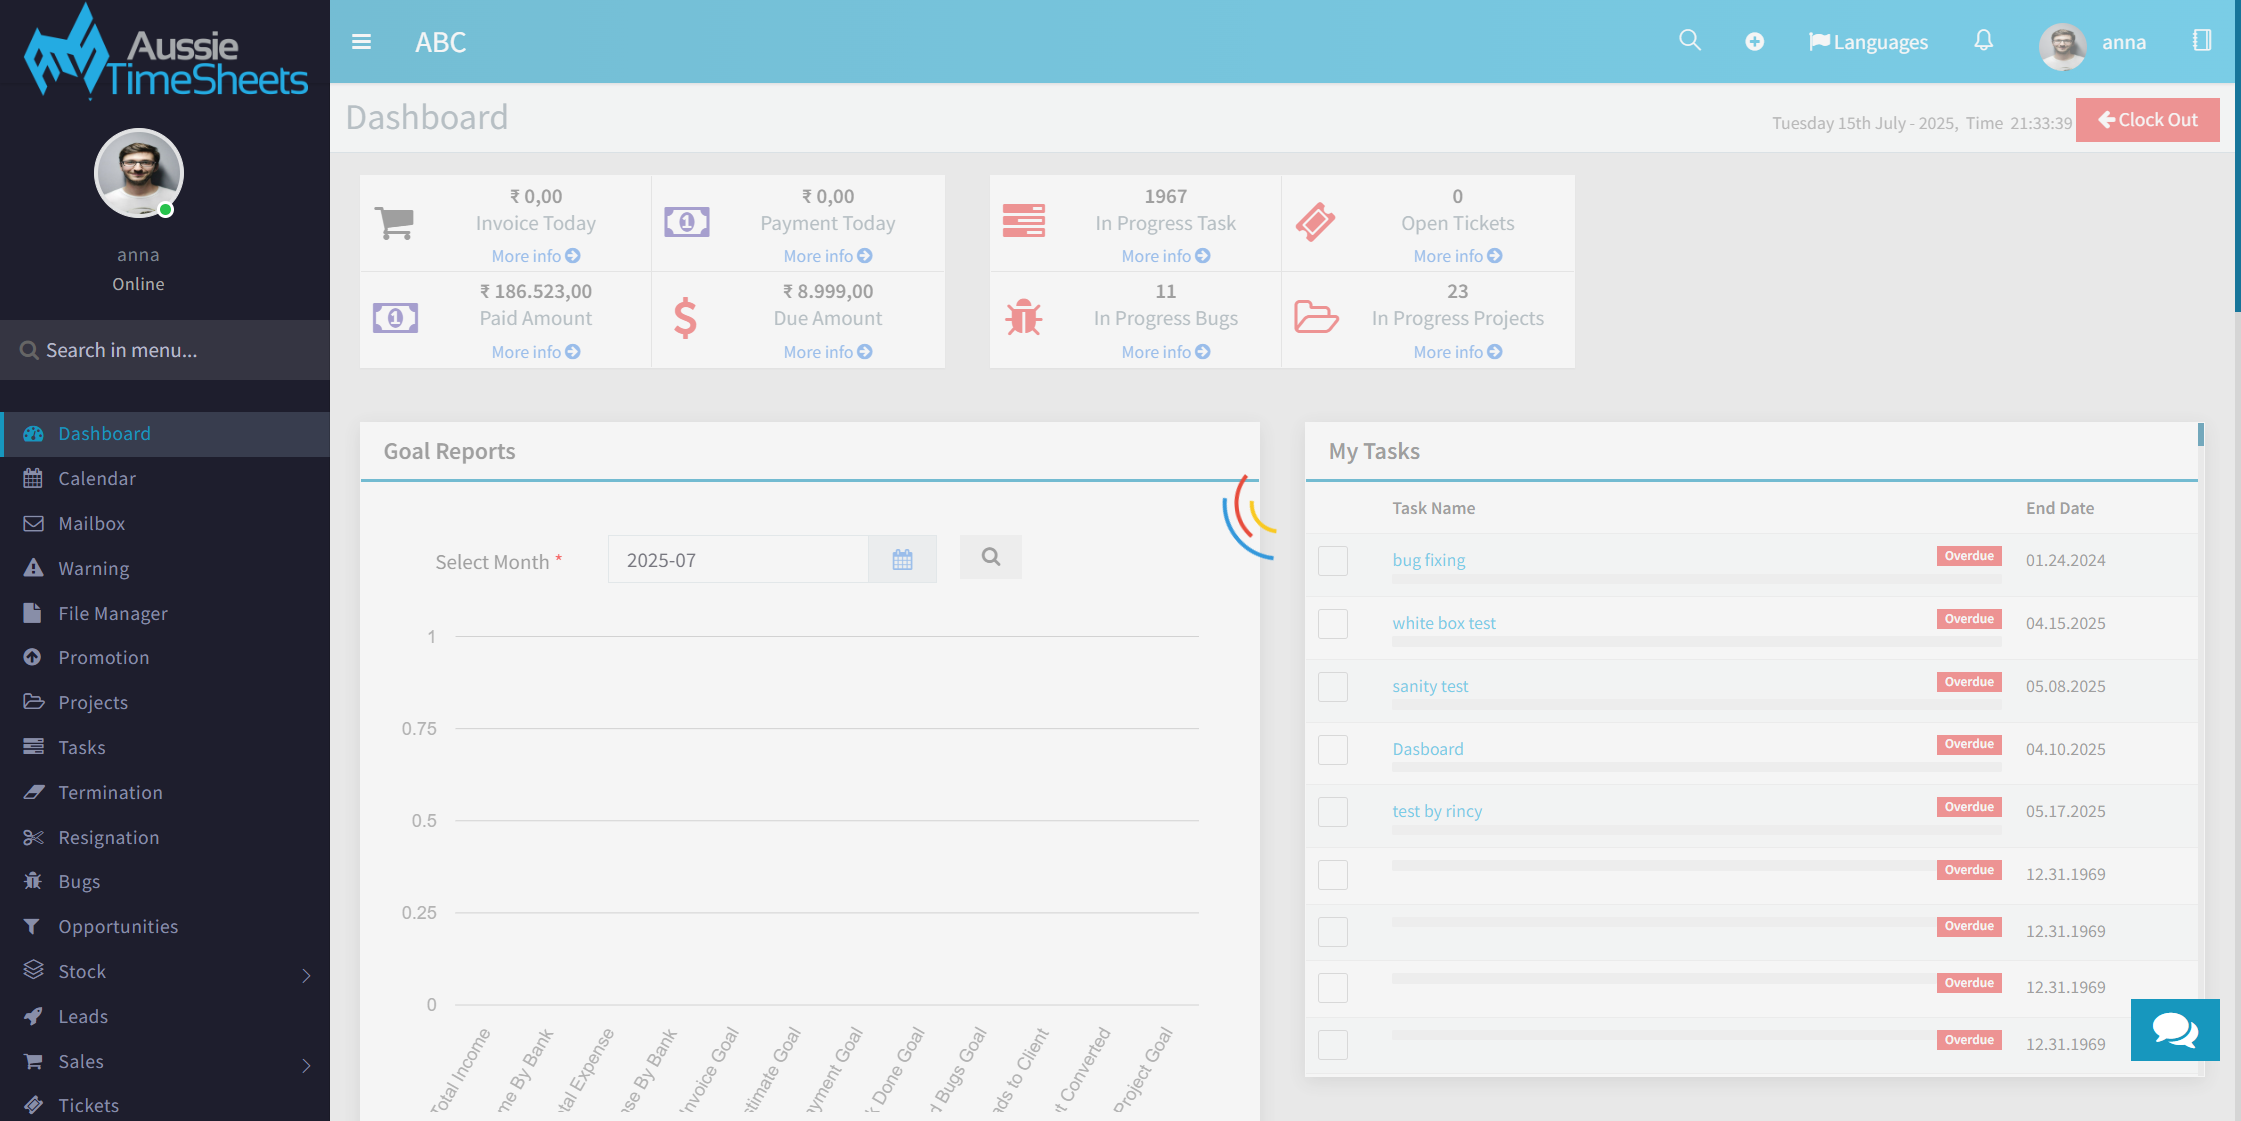 Aussie
TimeSheets
anna
Online
Search in menu...
Dashboard
Calendar
Mailbox
Warning
File Manager
Promotion
Projects
Tasks
Termination
Resignation
Bugs
Opportunities
Stock
Leads
Sales
Tickets
ABC
Languages
anna
Dashboard
Tuesday 15th July - 2025, Time 21:33:39
Clock Out
₹ 0,00
Invoice Today
More info
₹ 0,00
Payment Today
More info
₹ 186.523,00
Paid Amount
More info
₹ 8.999,00
Due Amount
More info
1967
In Progress Task
More info
0
Open Tickets
More info
11
In Progress Bugs
More info
23
In Progress Projects
More info
Goal Reports
Select Month *
2025-07
1
0.75
0.5
0.25
0
Total Income
me By Bank
tal Expense
nse By Bank
Invoice Goal
stimate Goal
ayment Goal
k Done Goal
d Bugs Goal
ads to Client
t Converted
Project Goal
My Tasks
Task Name End Date
bug fixing Overdue 01.24.2024
white box test Overdue 04.15.2025
sanity test Overdue 05.08.2025
Dasboard Overdue 04.10.2025
test by rincy Overdue 05.17.2025
Overdue 12.31.1969
Overdue 12.31.1969
Overdue 12.31.1969
Overdue 12.31.1969